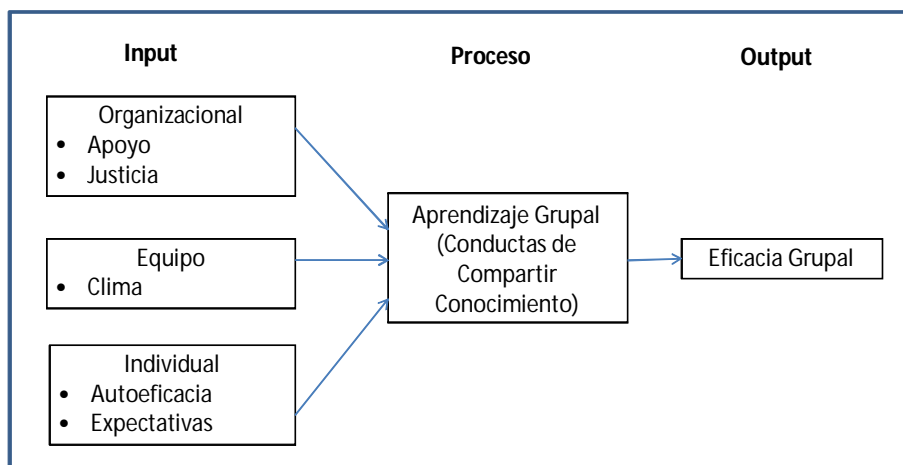 Input
Proceso
Output
Organizacional
• Apoyo
• Justicia
Equipo
• Clima
Individual
• Autoeficacia
• Expectativas
Aprendizaje Grupal
(Conductas de
Compartir
Conocimiento)
Eficacia Grupal